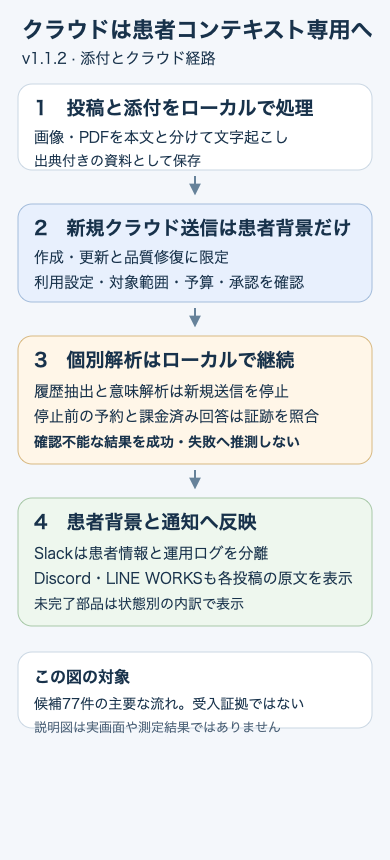 クラウドは患者コンテキスト専用へ
v1.1.2 · 添付とクラウド経路
1 投稿と添付をローカルで処理
画像・PDFを本文と分けて文字起こし
出典付きの資料として保存
2 新規クラウド送信は患者背景だけ
作成・更新と品質修復に限定
利用設定・対象範囲・予算・承認を確認
3 個別解析はローカルで継続
履歴抽出と意味解析は新規送信を停止
停止前の予約と課金済み回答は証跡を照合
確認不能な結果を成功・失敗へ推測しない
4 患者背景と通知へ反映
Slackは患者情報と運用ログを分離
Discord・LINE WORKSも各投稿の原文を表示
未完了部品は状態別の内訳で表示
この図の対象
候補77件の主要な流れ。受入証拠ではない
説明図は実画面や測定結果ではありません